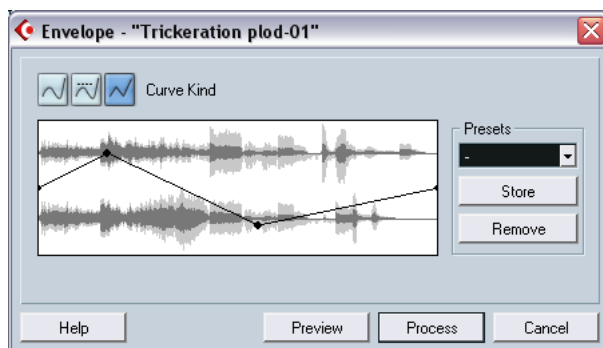 Envelope - "Trickeration plod-01"
Curve Kind
Presets
-
Store
Remove
Help
Preview
Process
Cancel